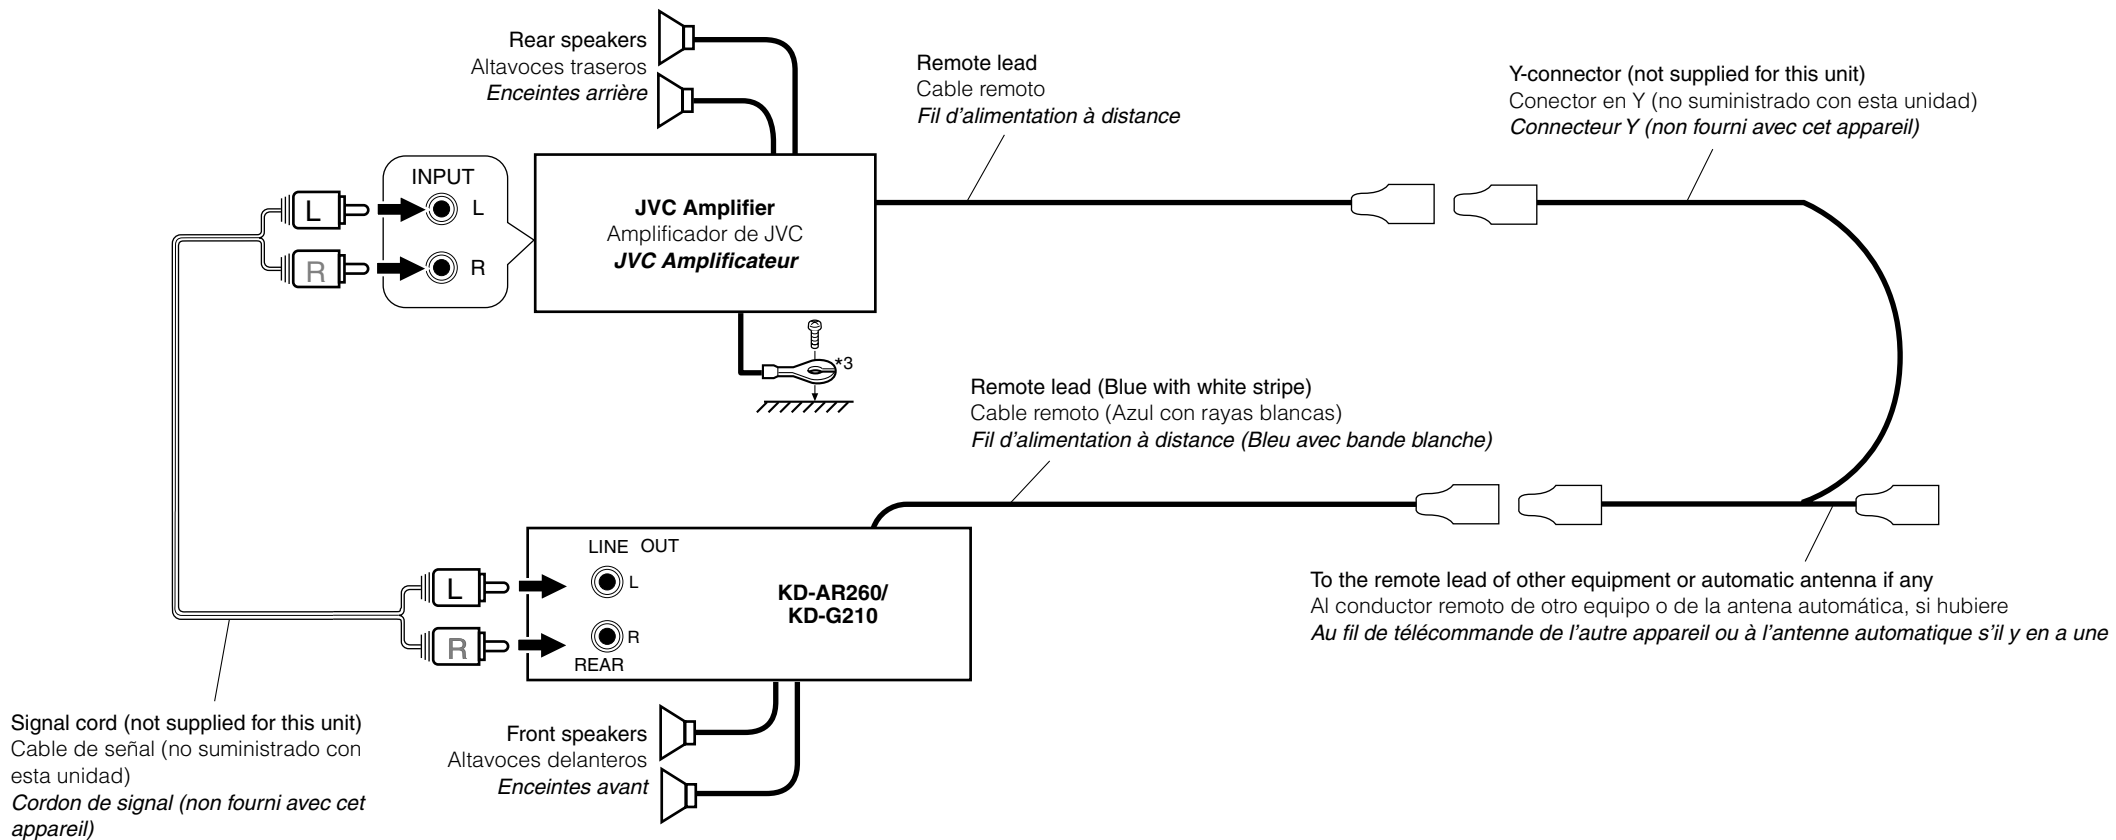 Rear speakers
Altavoces traseros
Enceintes arrière
Remote lead
Cable remoto
Fil d’alimentation à distance
Y-connector (not supplied for this unit)
Conector en Y (no suministrado con esta unidad)
Connecteur Y (non fourni avec cet appareil)
INPUT
L
L
R
R
JVC Amplifier
Amplificador de JVC
JVC Amplificateur
*3
Remote lead (Blue with white stripe)
Cable remoto (Azul con rayas blancas)
Fil d’alimentation à distance (Bleu avec bande blanche)
LINE OUT
L
L
R
R
REAR
KD-AR260/
KD-G210
To the remote lead of other equipment or automatic antenna if any
Al conductor remoto de otro equipo o de la antena automática, si hubiere
Au fil de télécommande de l’autre appareil ou à l’antenne automatique s’il y en a une
Signal cord (not supplied for this unit)
Cable de señal (no suministrado con
esta unidad)
Cordon de signal (non fourni avec cet
appareil)
Front speakers
Altavoces delanteros
Enceintes avant